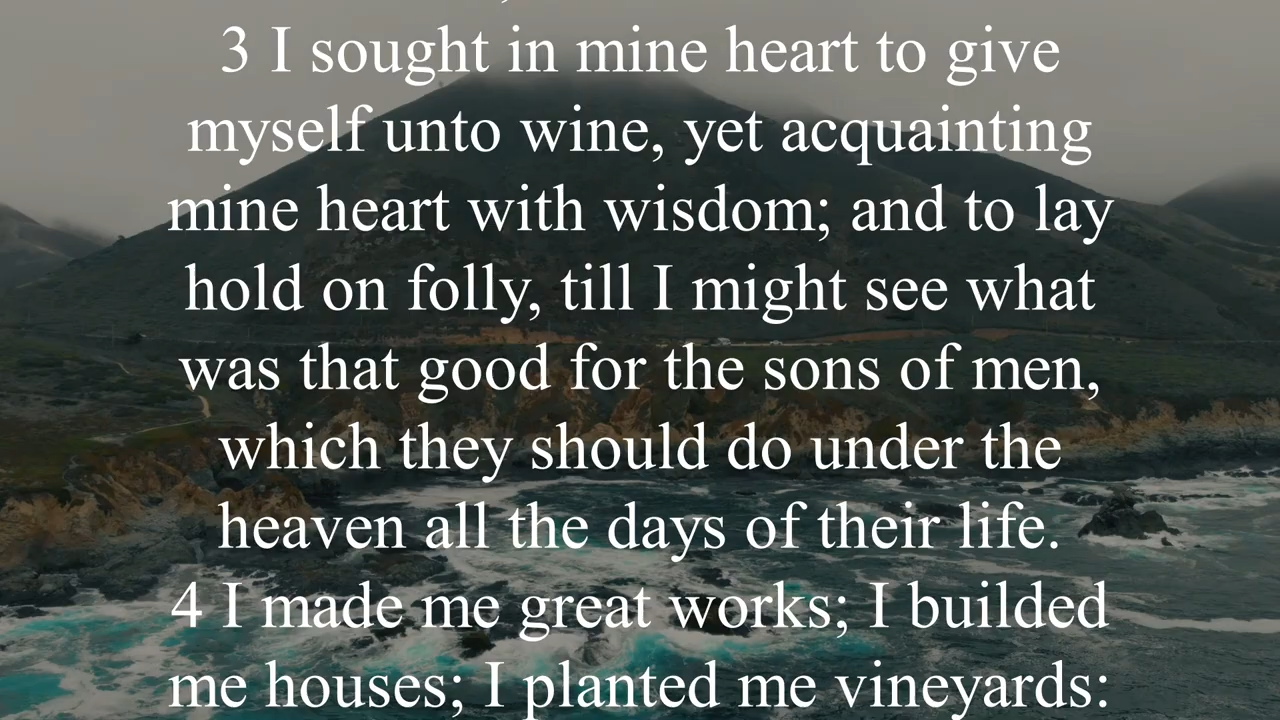 3 I sought in mine heart to give
myself unto wine, yet acquainting
mine heart with wisdom; and to lay
hold on folly, till I might see what
was that good for the sons of men,
which they should do under the
heaven all the days of their life.
4 I made me great works; I builded
me houses; I planted me vineyards: